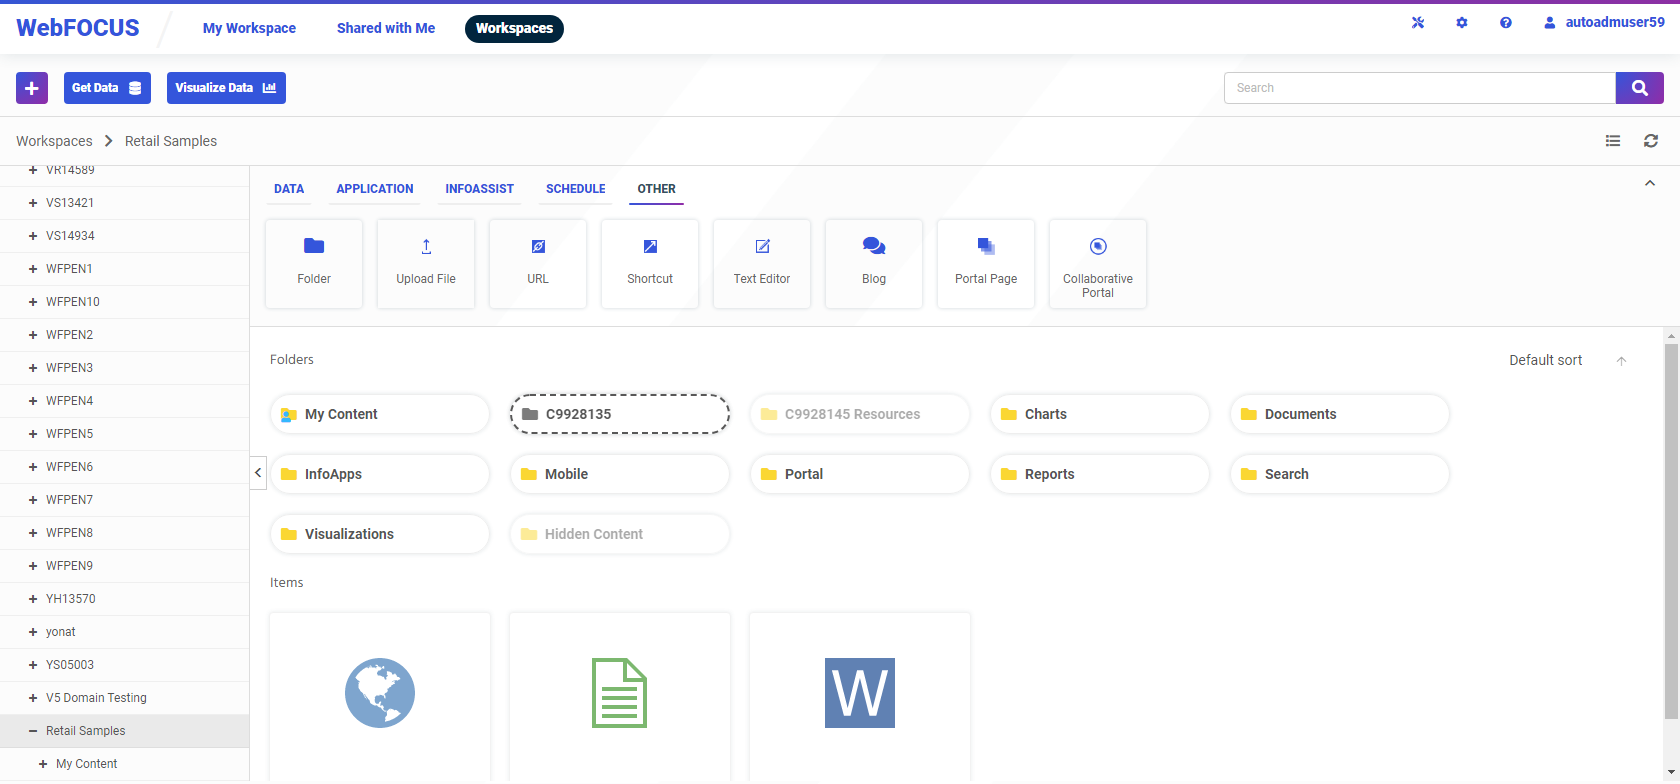 WebFOCUS
My Workspace
Shared with Me
Workspaces
autoadmuser59
Get Data
Visualize Data
Search
Workspaces
Retail Samples
VR14589
VS13421
VS14934
WFPEN1
WFPEN10
WFPEN2
WFPEN3
WFPEN4
WFPEN5
WFPEN6
WFPEN7
WFPEN8
WFPEN9
YH13570
yonat
YS05003
V5 Domain Testing
Retail Samples
My Content
DATA
APPLICATION
INFOASSIST
SCHEDULE
OTHER
Folder
Upload File
URL
Shortcut
Text Editor
Blog
Portal Page
Collaborative
Portal
Folders
Default sort
My Content
C9928135
C9928145 Resources
Charts
Documents
InfoApps
Mobile
Portal
Reports
Search
Visualizations
Hidden Content
Items
W